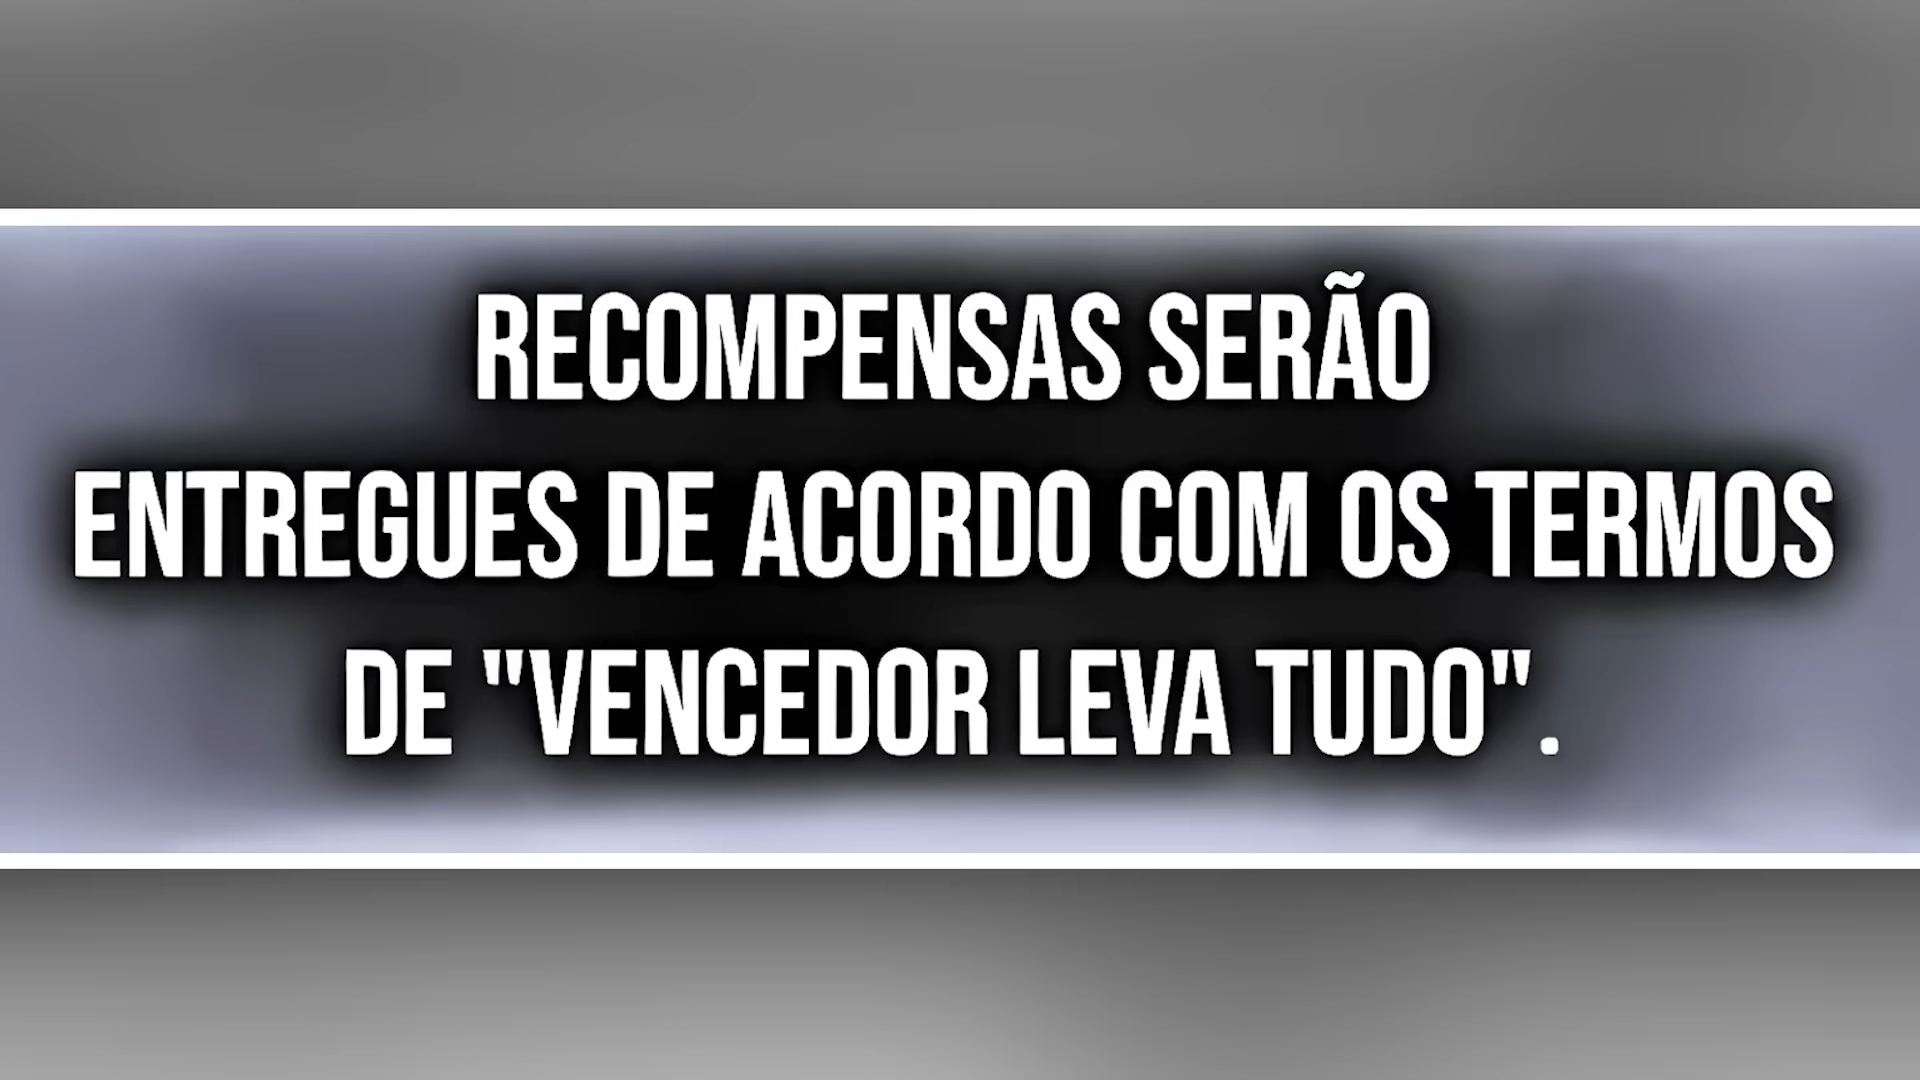 RECOMPENSAS SERÃO
ENTREGUES DE ACORDO COM OS TERMOS
DE "VENCEDOR LEVA TUDO".